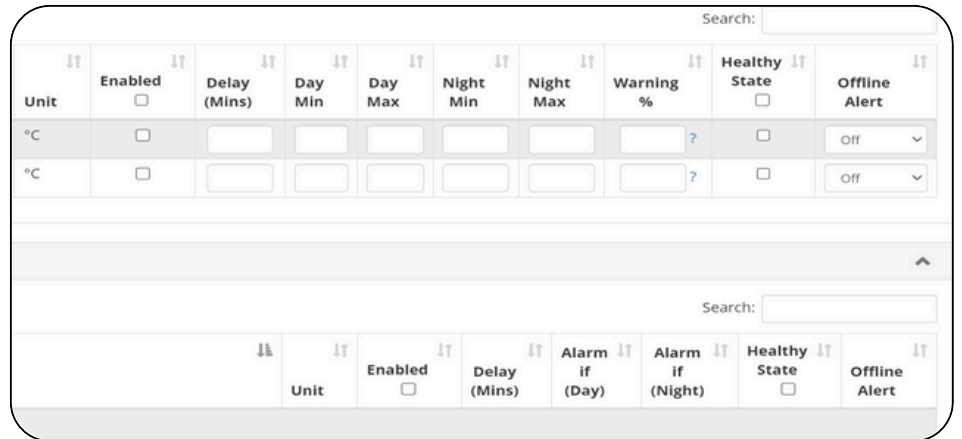 Search:
Unit Enabled Delay (Mins) Day Min Day Max Night Min Night Max Warning % Healthy State Offline Alert
°C ? Off
°C ? Off
Search:
Unit Enabled Delay (Mins) Alarm if (Day) Alarm if (Night) Healthy State Offline Alert